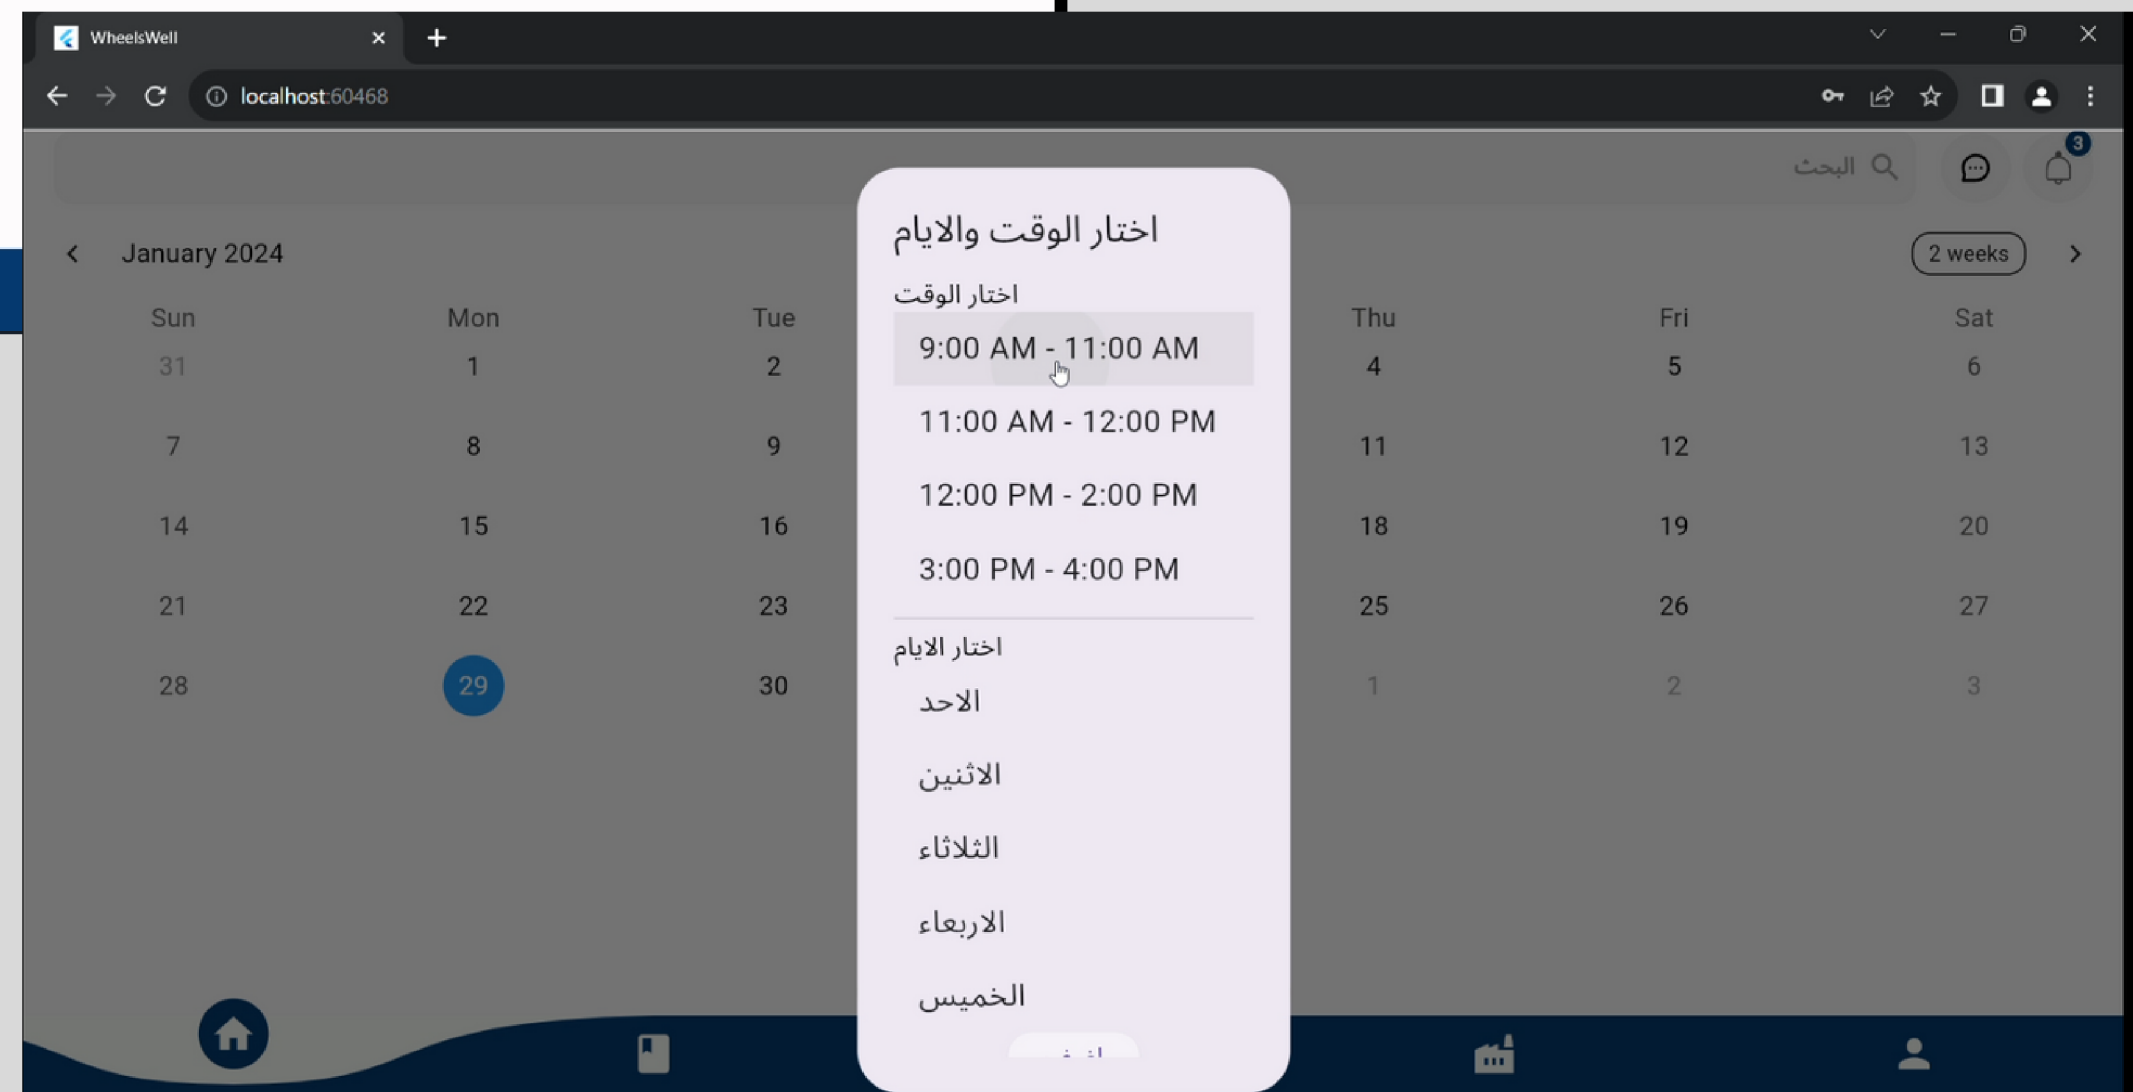 WheelsWell
localhost:60468
البحث
3
January 2024
2 weeks
Sun Mon Tue Thu Fri Sat
31 1 2 4 5 6
7 8 9 11 12 13
14 15 16 18 19 20
21 22 23 25 26 27
28 29 30 1 2 3
اختار الوقت والايام
اختار الوقت
9:00 AM - 11:00 AM
11:00 AM - 12:00 PM
12:00 PM - 2:00 PM
3:00 PM - 4:00 PM
اختار الايام
الاحد
الاثنين
الثلاثاء
الاربعاء
الخميس